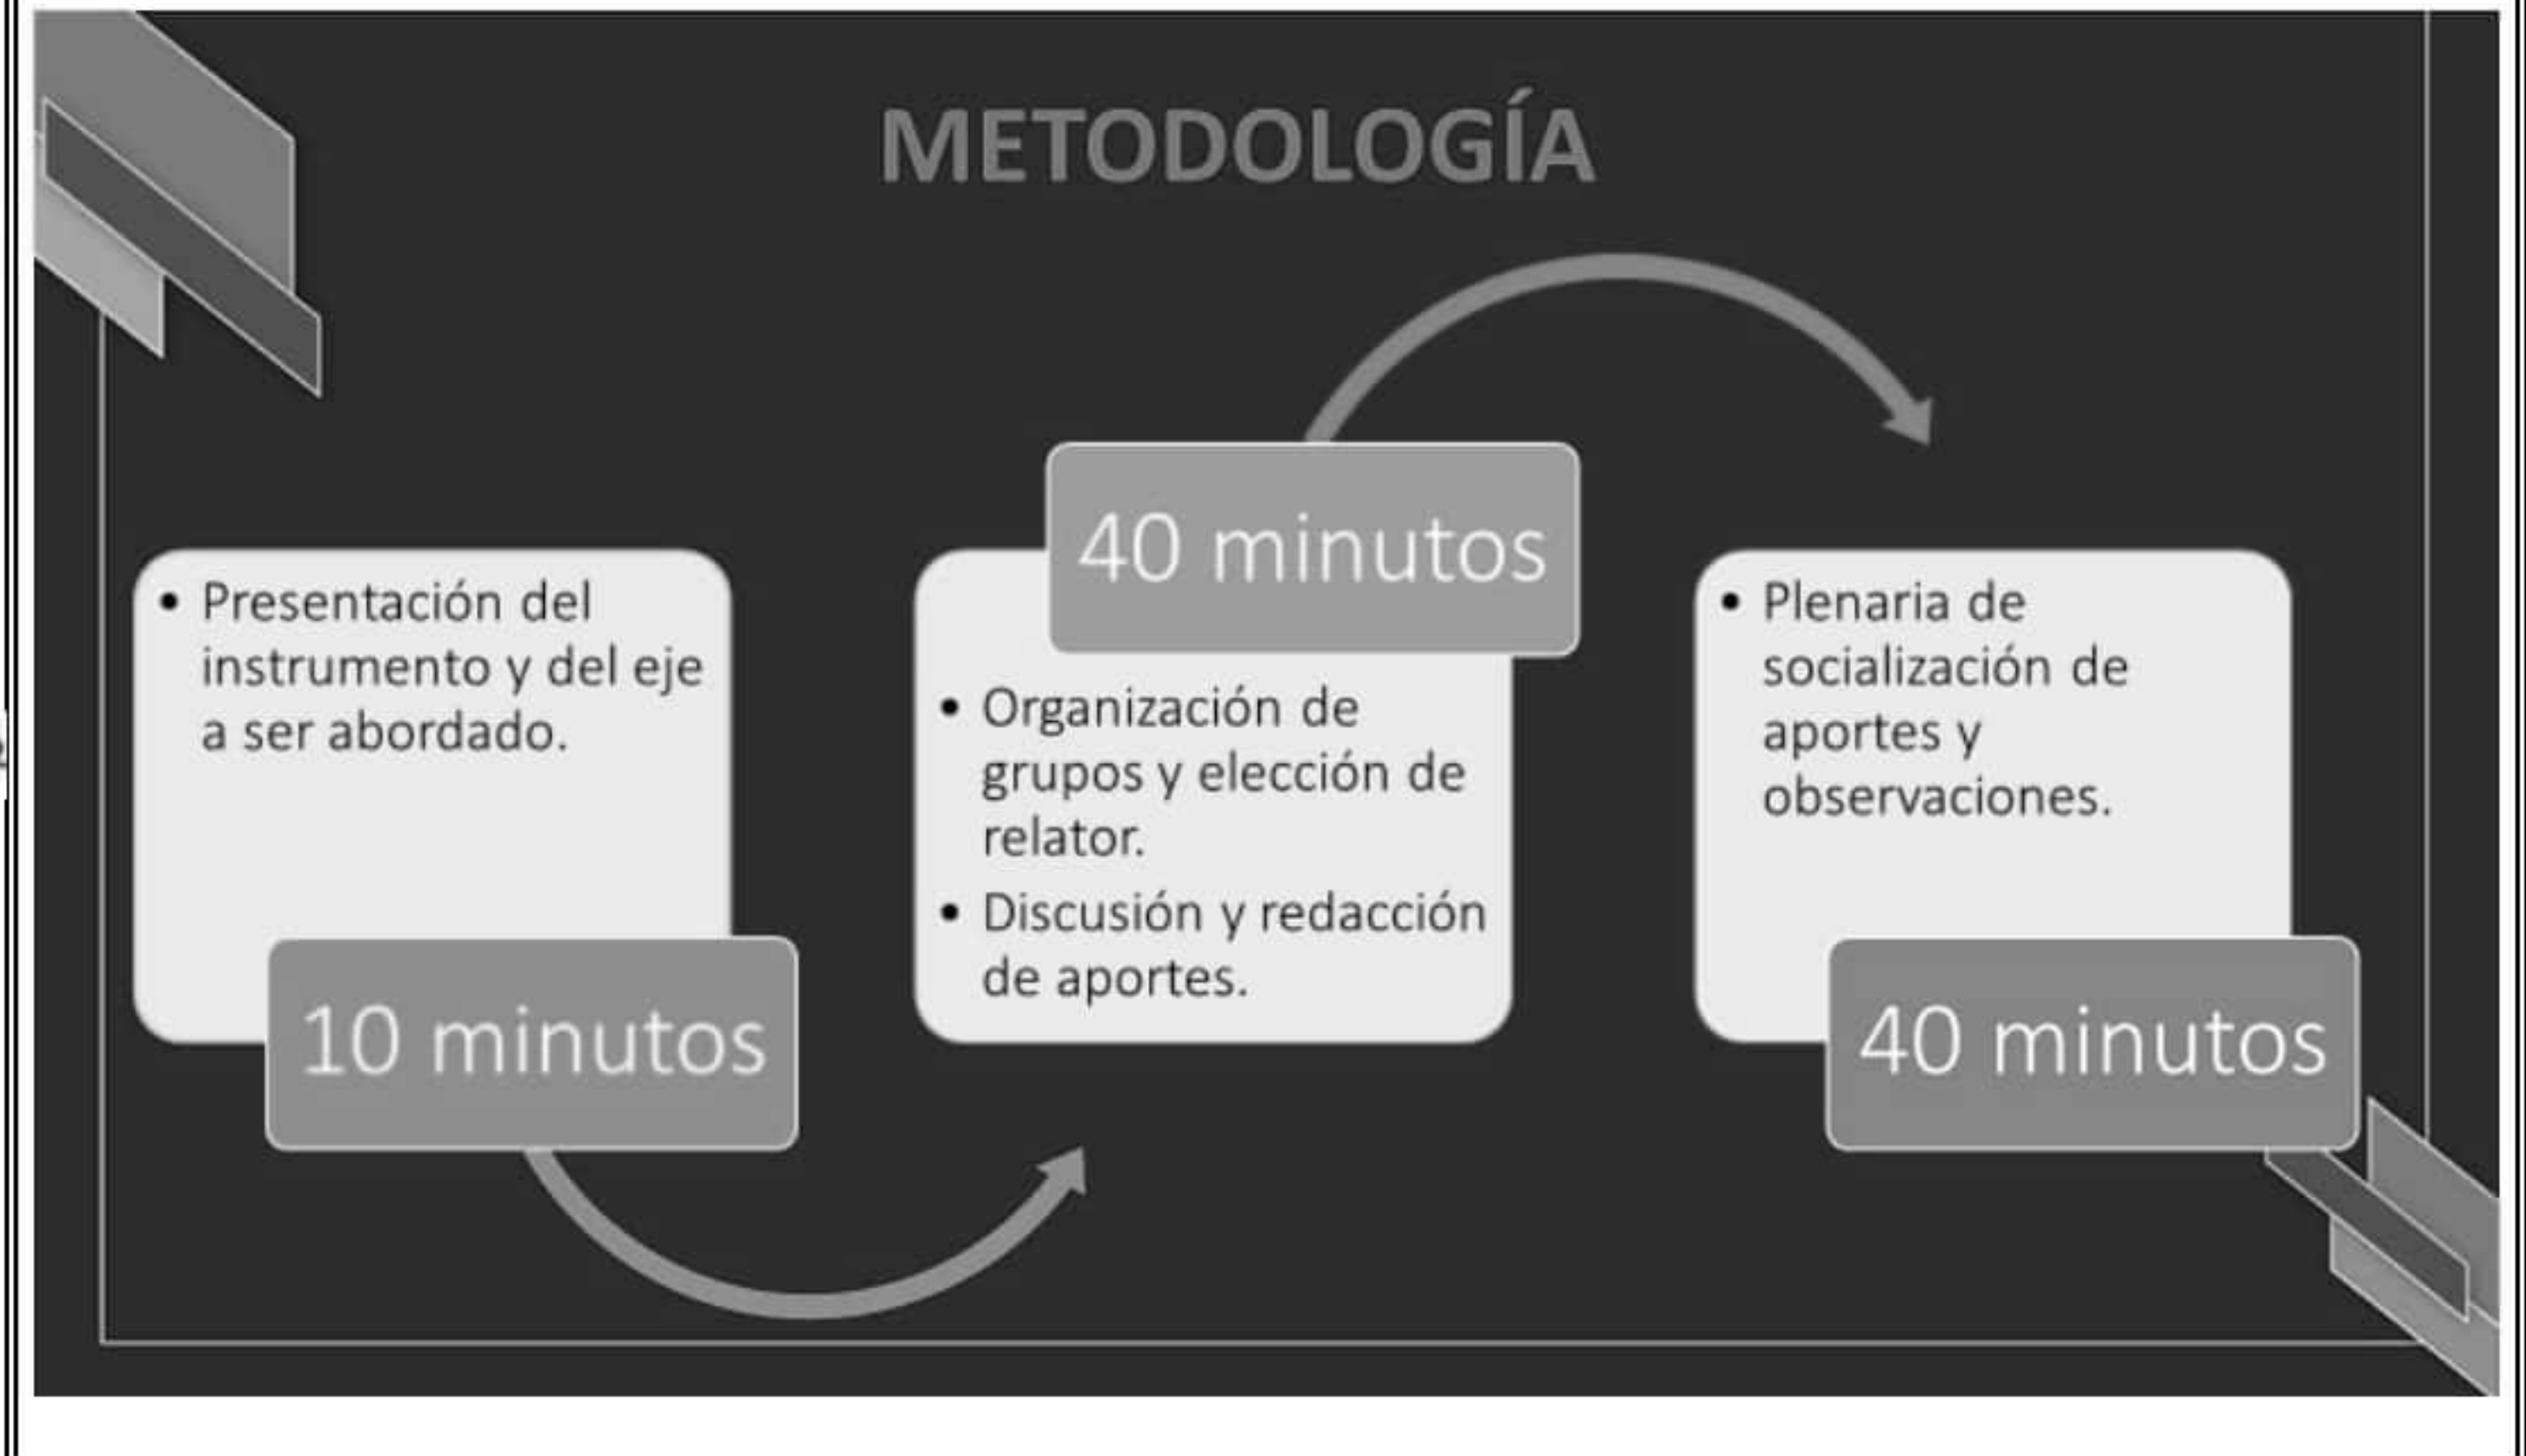 METODOLOGÍA
• Presentación del
instrumento y del eje
a ser abordado.
10 minutos
40 minutos
• Organización de
grupos y elección de
relator.
• Discusión y redacción
de aportes.
• Plenaria de
socialización de
aportes y
observaciones.
40 minutos